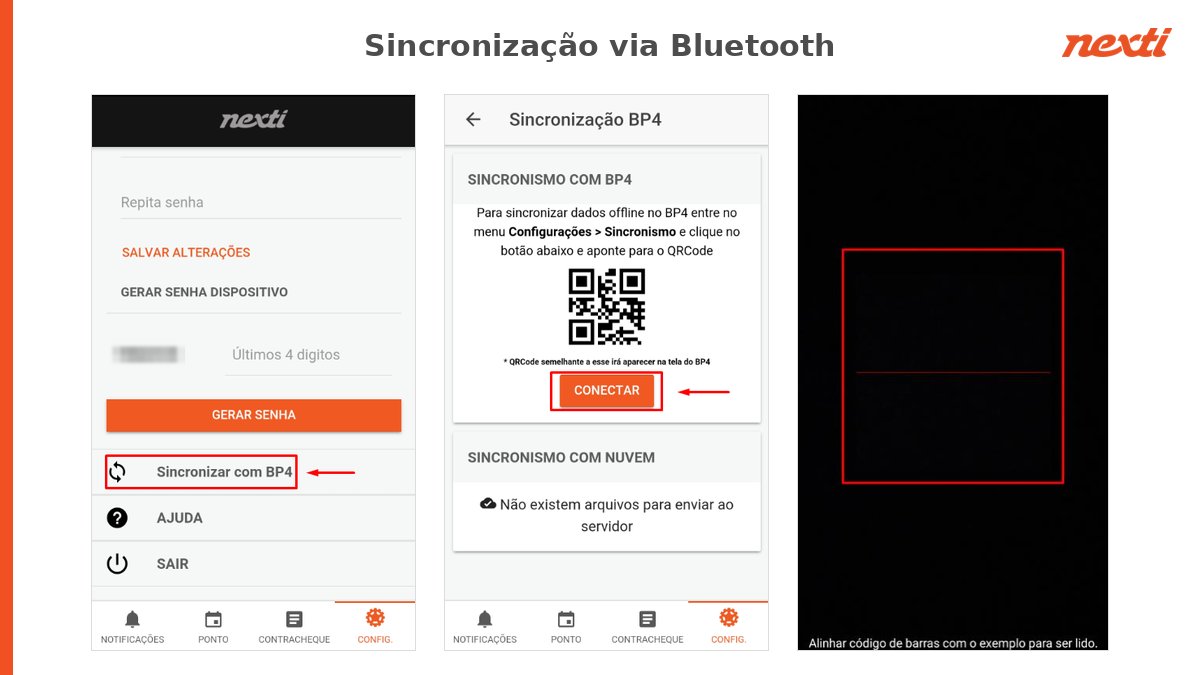 Sincronização via Bluetooth
nexti
nexti
Repita senha
SALVAR ALTERAÇÕES
GERAR SENHA DISPOSITIVO
Últimos 4 digitos
GERAR SENHA
Sincronizar com BP4
AJUDA
SAIR
NOTIFICAÇÕES
PONTO
CONTRACHEQUE
CONFIG.
Sincronização BP4
SINCRONISMO COM BP4
Para sincronizar dados offline no BP4 entre no
menu Configurações > Sincronismo e clique no
botão abaixo e aponte para o QRCode
* QRCode semelhante a esse irá aparecer na tela do BP4
CONECTAR
SINCRONISMO COM NUVEM
Não existem arquivos para enviar ao
servidor
NOTIFICAÇÕES
PONTO
CONTRACHEQUE
CONFIG.
Alinhar código de barras com o exemplo para ser lido.